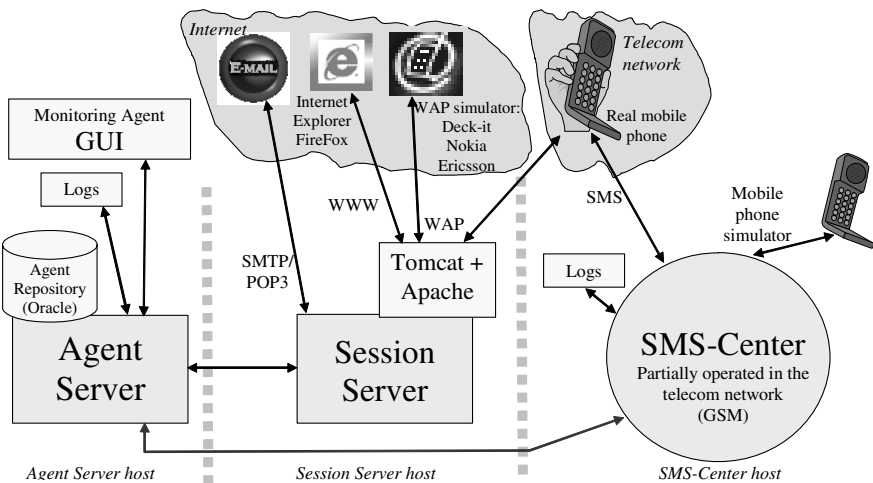 Internet
E-MAIL
Internet
Explorer
FireFox
WAP simulator:
Deck-it
Nokia
Ericsson
Telecom
network
Real mobile
phone
Monitoring Agent
GUI
Logs
Agent
Repository
(Oracle)
Agent
Server
SMTP/
POP3
WWW
WAP
Tomcat +
Apache
Session
Server
SMS
Mobile
phone
simulator
Logs
SMS-Center
Partially operated in the
telecom network
(GSM)
Agent Server host
Session Server host
SMS-Center host